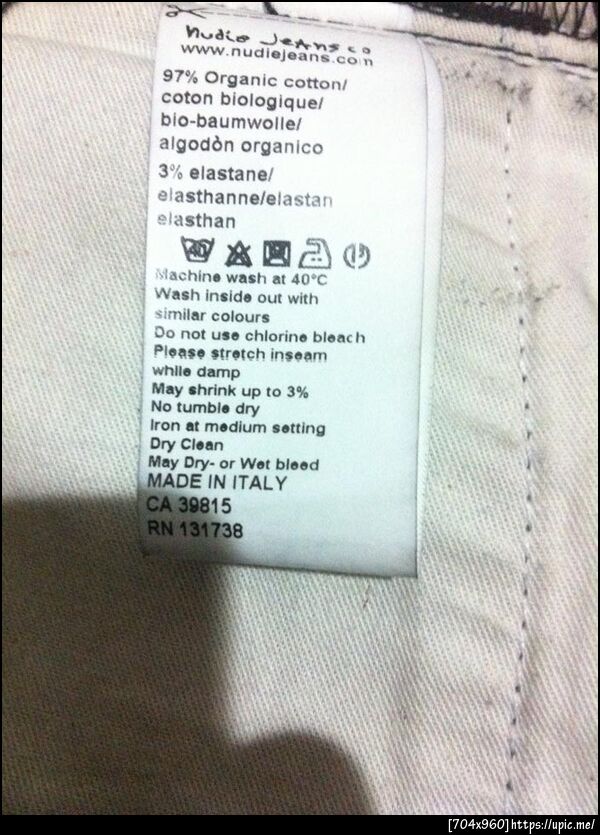 nudie jeans co
www.nudiejeans.com
97% Organic cotton/
coton biologique/
bio-baumwolle/
algodòn organico
3% elastane/
elasthanne/elastan
elasthan
40 P
Machine wash at 40°C
Wash inside out with
similar colours
Do not use chlorine bleach
Please stretch inseam
while damp
May shrink up to 3%
No tumble dry
Iron at medium setting
Dry Clean
May Dry- or Wet bleed
MADE IN ITALY
CA 39815
RN 131738
[704x960]https://upic.me/